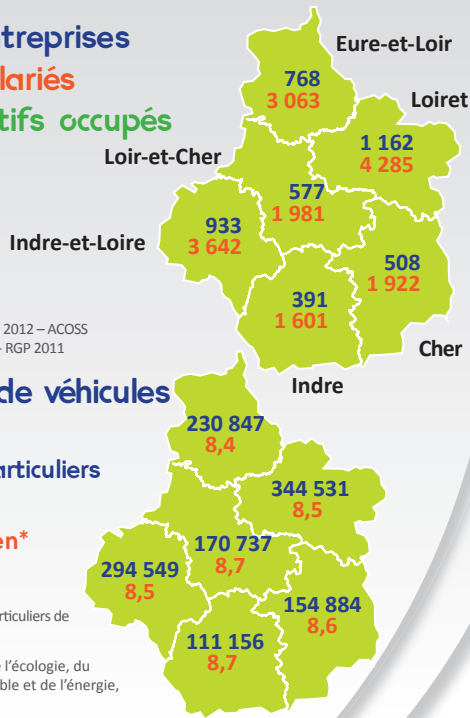 treprises
lariés
tifs occupés
Eure-et-Loir
768
3 063
Loiret
1 162
4 285
Loir-et-Cher
577
1 981
Indre-et-Loire
933
3 642
508
1 922
391
1 601
Cher
Indre
2012 – ACOSS
- RGP 2011
de véhicules
articuliers
en*
230 847
8,4
344 531
8,5
170 737
8,7
294 549
8,5
154 884
8,6
111 156
8,7
rticuliers de
e l'écologie, du
ble et de l'énergie,